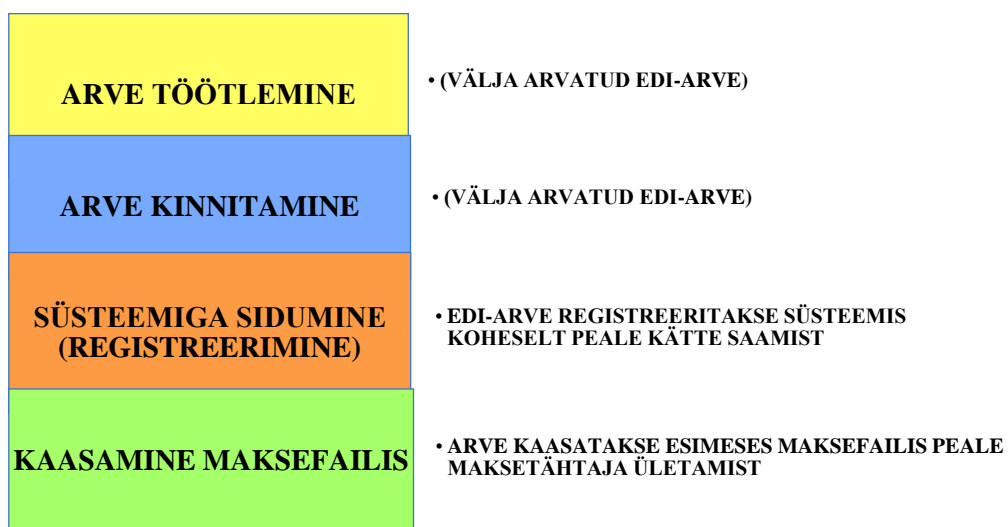 ARVE TÖÖTLEMINE
• (VÄLJA ARVATUD EDI-ARVE)
ARVE KINNITAMINE
• (VÄLJA ARVATUD EDI-ARVE)
SÜSTEEMIGA SIDUMINE
(REGISTREERIMINE)
• EDI-ARVE REGISTREERITAKSE SÜSTEEMIS
KOHESELT PEALE KÄTTE SAAMIST
KAASAMINE MAKSEFAILIS
• ARVE KAASATAKSE ESIMESES MAKSEFAILIS PEALE
MAKSETÄHTAJA ÜLETAMIST